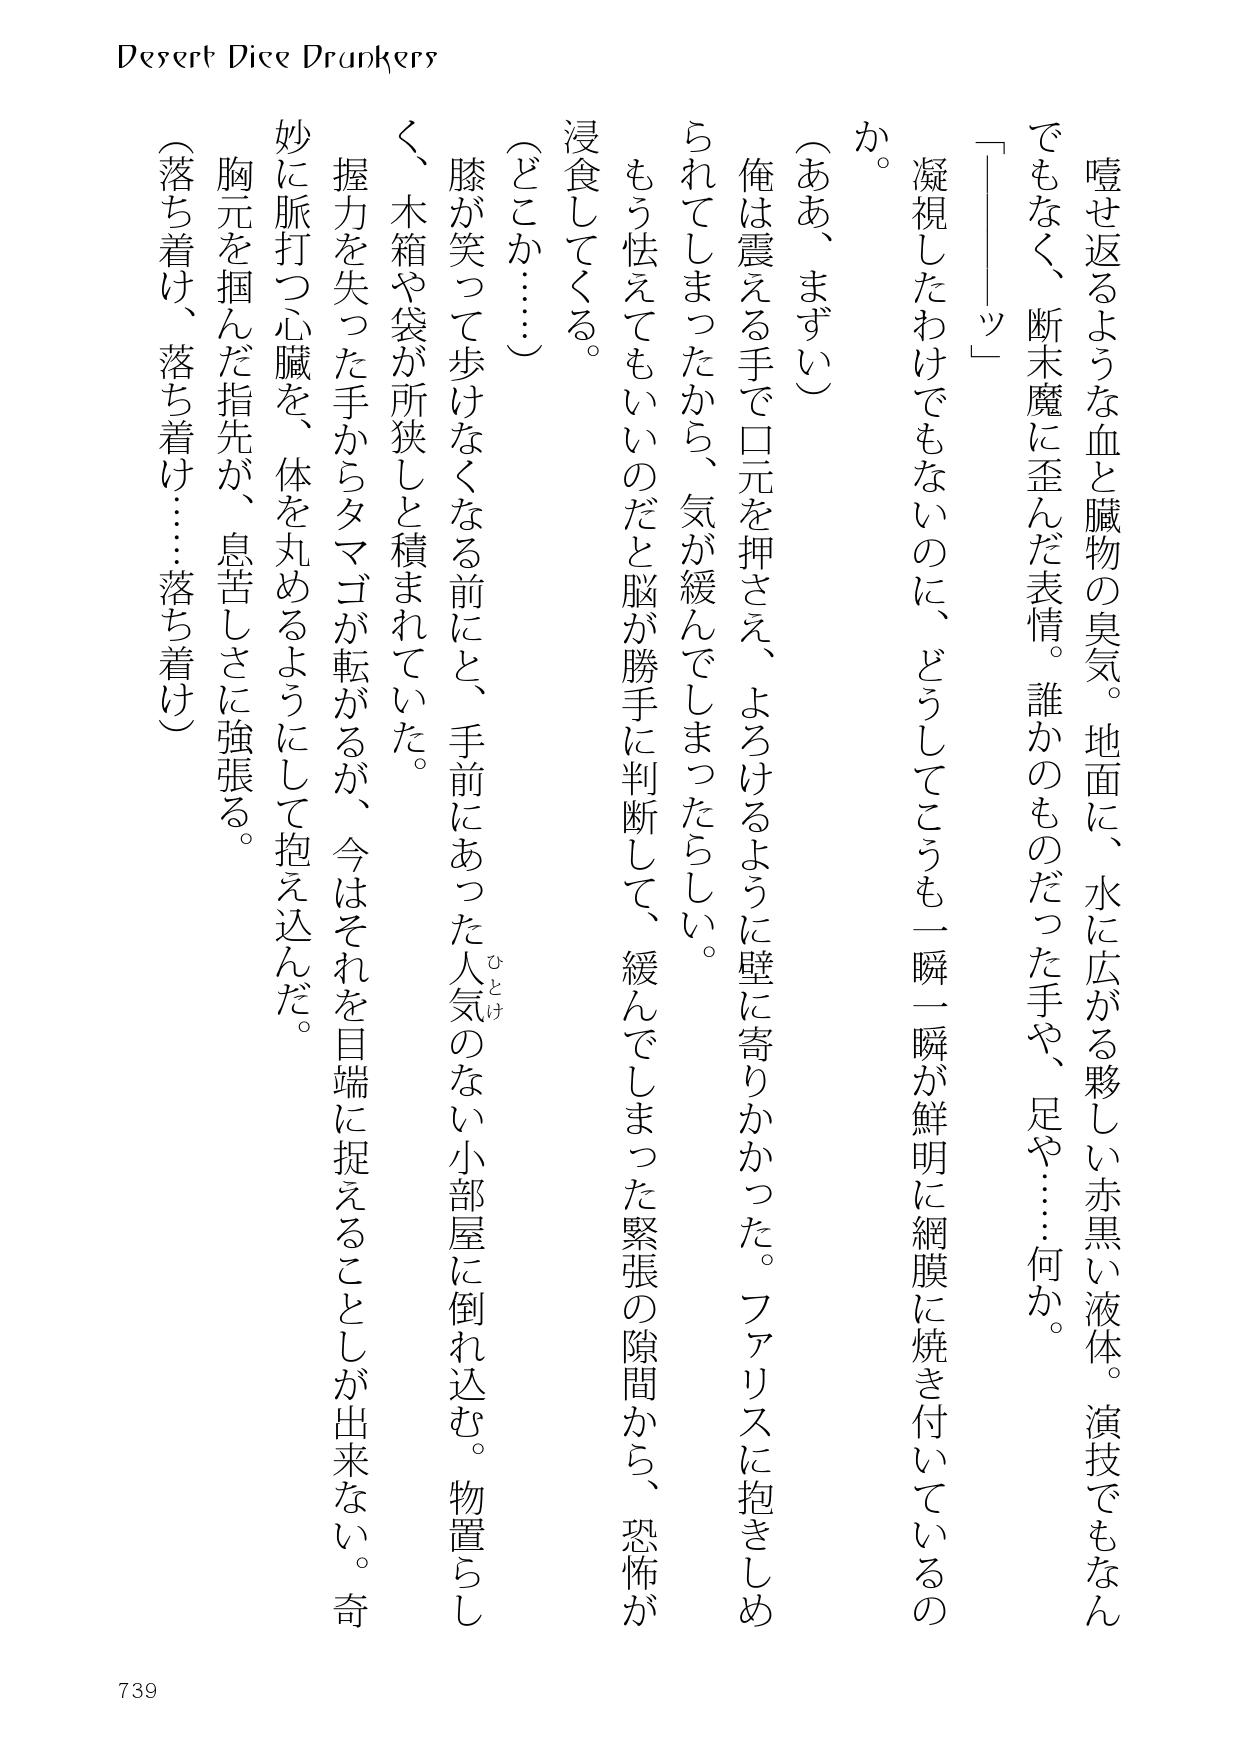 Desert Dice Drunkers
噎せ返るような血と臓物の臭気。地面に、水に広がる夥しい赤黒い液体。演技でもなん
でもなく、断末魔に歪んだ表情。誰かのものだった手や、足や……何か。
「――――ッ」
凝視したわけでもないのに、どうしてこうも一瞬一瞬が鮮明に網膜に焼き付いているの
か。
（ああ、まずい）
俺は震える手で口元を押さえ、よろけるように壁に寄りかかった。ファリスに抱きしめ
られてしまったから、気が緩んでしまったらしい。
もう怯えてもいいのだと脳が勝手に判断して、緩んでしまった緊張の隙間から、恐怖が
浸食してくる。
（どこか……）
膝が笑って歩けなくなる前にと、手前にあった人気のない小部屋に倒れ込む。物置らし
ひとけ
く、木箱や袋が所狭しと積まれていた。
握力を失った手からタマゴが転がるが、今はそれを目端に捉えることしが出来ない。奇
妙に脈打つ心臓を、体を丸めるようにして抱え込んだ。
胸元を掴んだ指先が、息苦しさに強張る。
（落ち着け、落ち着け……落ち着け）
739